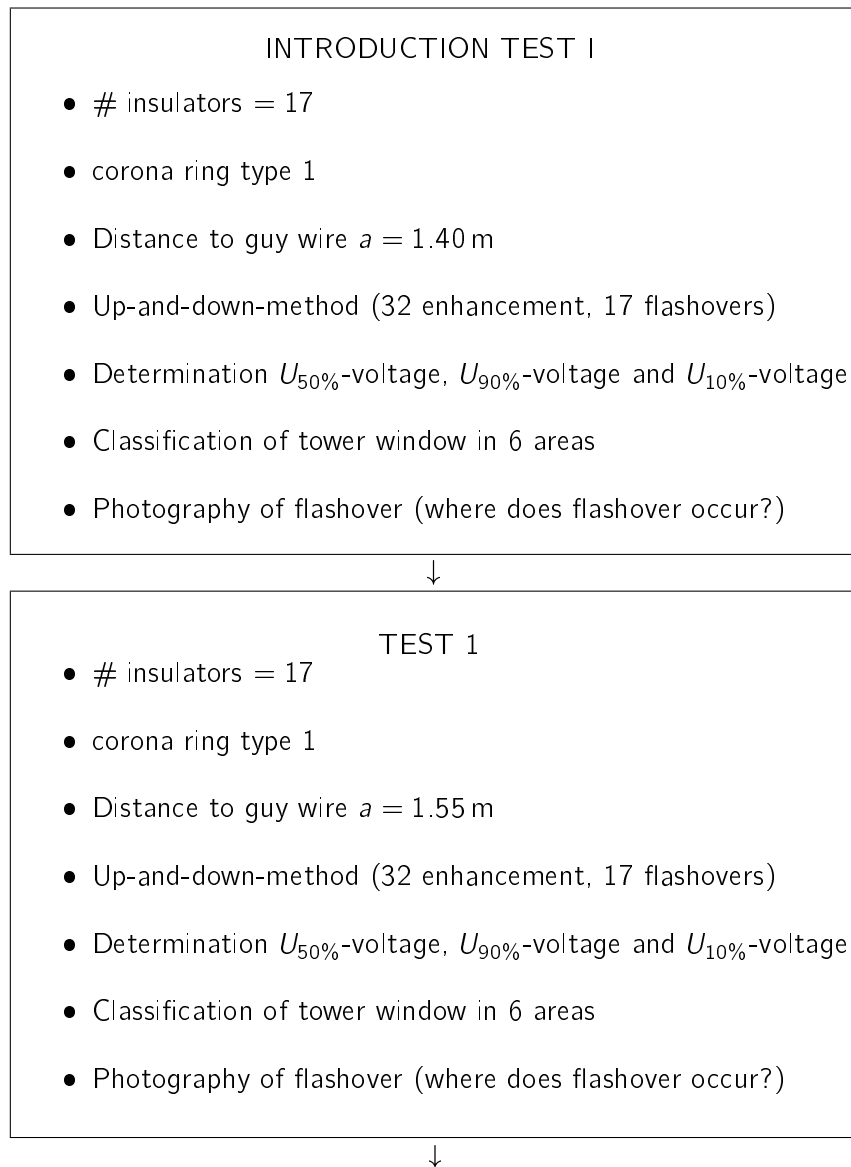 INTRODUCTION TEST I
• # insulators = 17
• corona ring type 1
• Distance to guy wire a = 1.40 m
• Up-and-down-method (32 enhancement, 17 flashovers)
• Determination U50%-voltage, U90%-voltage and U10%-voltage
• Classification of tower window in 6 areas
• Photography of flashover (where does flashover occur?)
↓
TEST 1
• # insulators = 17
• corona ring type 1
• Distance to guy wire a = 1.55 m
• Up-and-down-method (32 enhancement, 17 flashovers)
• Determination U50%-voltage, U90%-voltage and U10%-voltage
• Classification of tower window in 6 areas
• Photography of flashover (where does flashover occur?)
↓